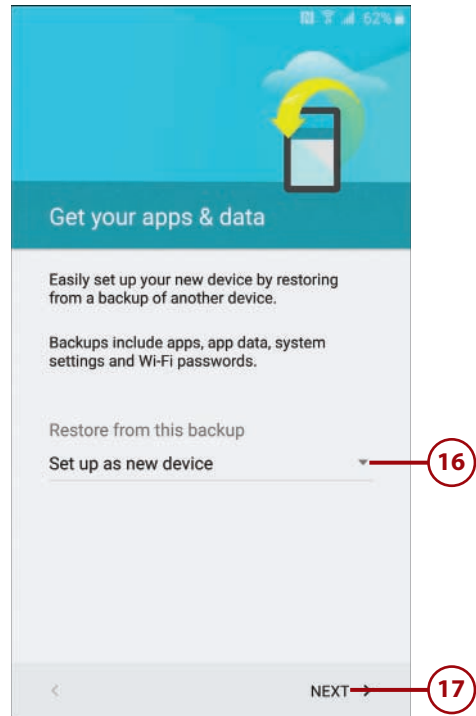 62%
Get your apps & data
Easily set up your new device by restoring
from a backup of another device.
Backups include apps, app data, system
settings and Wi-Fi passwords.
Restore from this backup
Set up as new device
16
NEXT
17